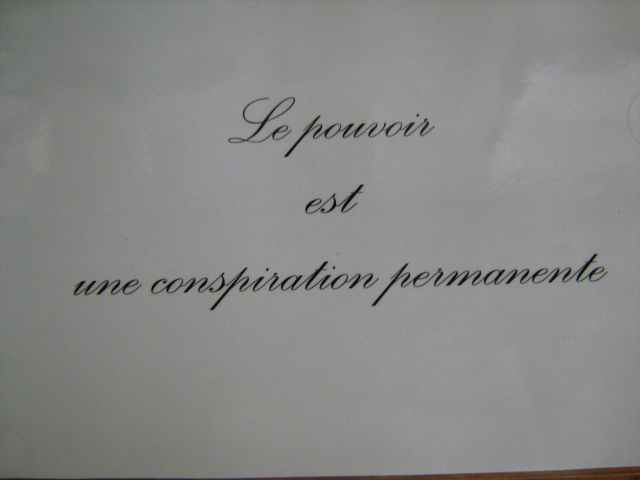 Le pouvoir
est
une conspiration permanente